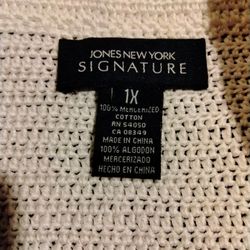 JONES NEW YORK
SIGNATURE
1X
100% MERCERIZED
COTTON
RN 54050
CA 08349
MADE IN CHINA
100% ALGODON
MERCERIZADO
HECHO EN CHINA